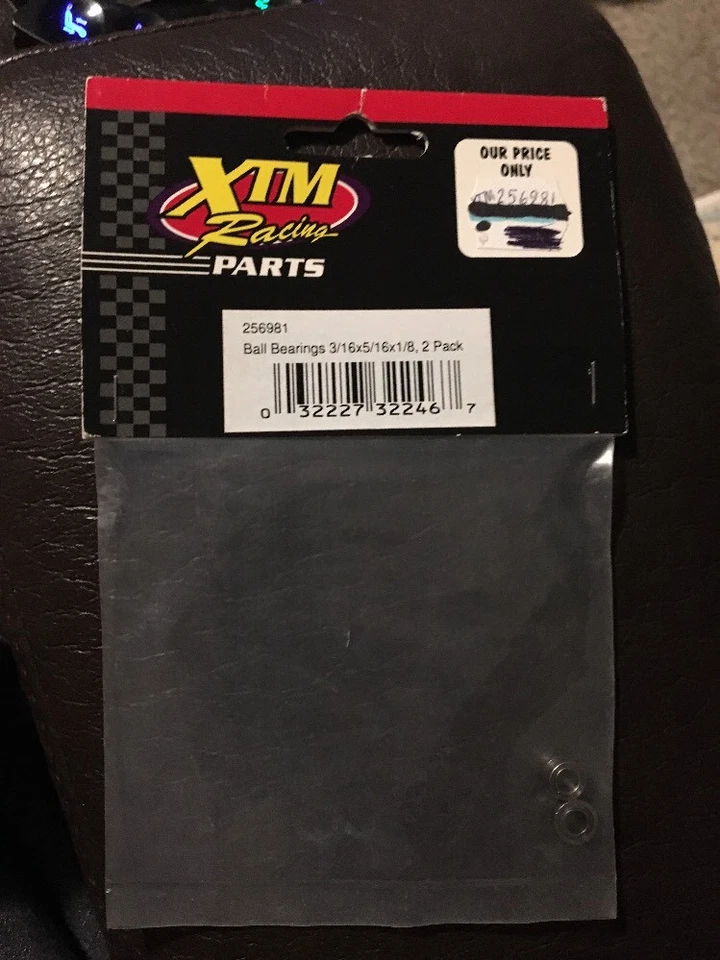 XTM
Racing
PARTS
OUR PRICE
ONLY
256981
256981
Ball Bearings 3/16x5/16x1/8, 2 Pack
0 32227 32246 7